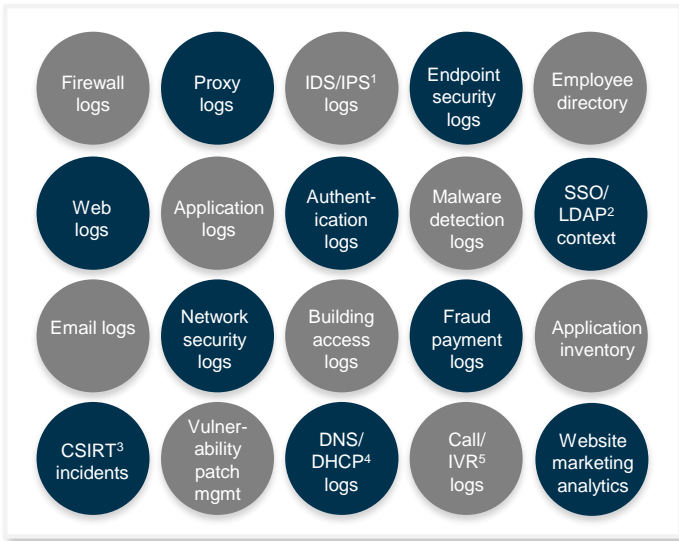 Firewall
logs
Proxy
logs
IDS/IPS¹
logs
Endpoint
security
logs
Employee
directory
Web
logs
Application
logs
Authent-
ication
logs
Malware
detection
logs
SSO/
LDAP²
context
Email logs
Network
security
logs
Building
access
logs
Fraud
payment
logs
Application
inventory
CSIRT³
incidents
Vulner-
ability
patch
mgmt
DNS/
DHCP⁴
logs
Call/
IVR⁵
logs
Website
marketing
analytics